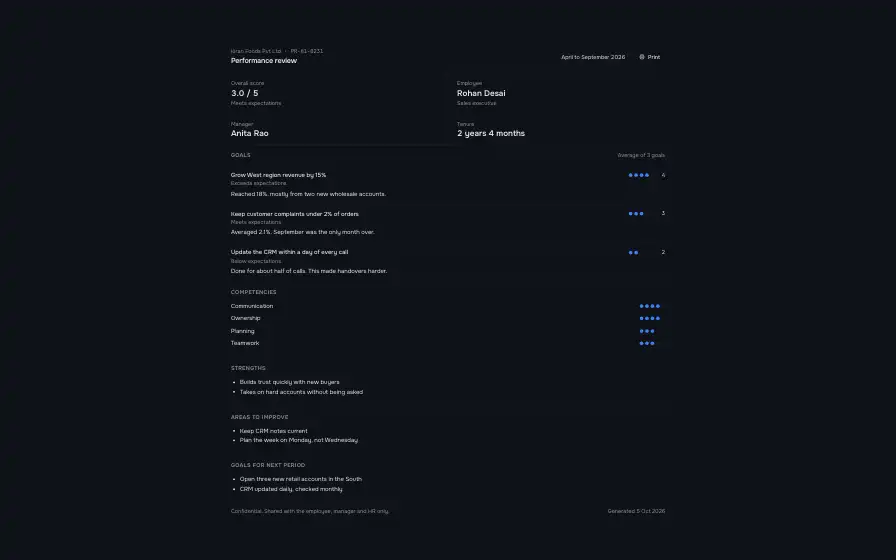 Kiran Foods Pvt Ltd · PR-61-0231
Performance review
April to September 2026
Print
Overall score
3.0 / 5
Meets expectations
Employee
Rohan Desai
Sales executive
Manager
Anita Rao
Tenure
2 years 4 months
GOALS
Average of 3 goals
Grow West region revenue by 15%
4
Exceeds expectations
Reached 18%, mostly from two new wholesale accounts.
Keep customer complaints under 2% of orders
3
Meets expectations
Averaged 2.1%. September was the only month over.
Update the CRM within a day of every call
2
Below expectations
Done for about half of calls. This made handovers harder.
COMPETENCIES
Communication
Ownership
Planning
Teamwork
STRENGTHS
• Builds trust quickly with new buyers
• Takes on hard accounts without being asked
AREAS TO IMPROVE
• Keep CRM notes current
• Plan the week on Monday, not Wednesday
GOALS FOR NEXT PERIOD
• Open three new retail accounts in the South
• CRM updated daily, checked monthly
Confidential. Shared with the employee, manager and HR only.
Generated 5 Oct 2026